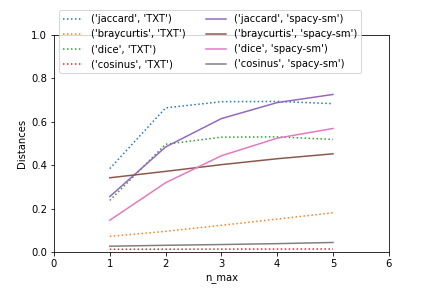 ('jaccard', 'TXT') ('jaccard', 'spacy-sm')
('braycurtis', 'TXT') ('braycurtis', 'spacy-sm')
('dice', 'TXT') ('dice', 'spacy-sm')
('cosinus', 'TXT') ('cosinus', 'spacy-sm')
1.0
0.8
0.6
0.4
0.2
0.0
Distances
0 1 2 3 4 5 6
n_max